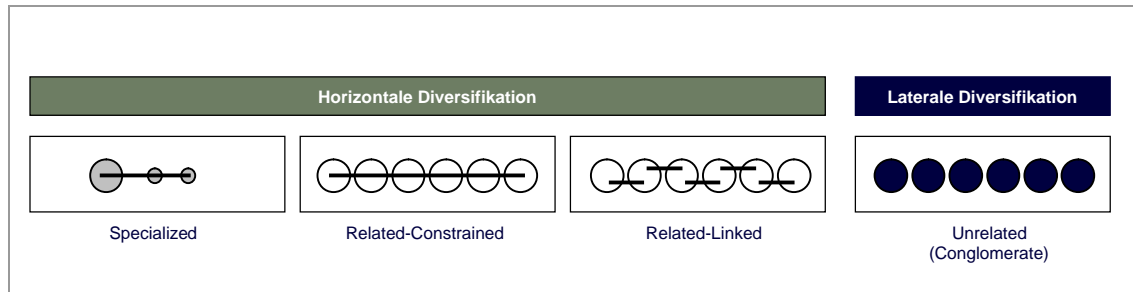 Horizontale Diversifikation
Laterale Diversifikation
Specialized
Related-Constrained
Related-Linked
Unrelated
(Conglomerate)